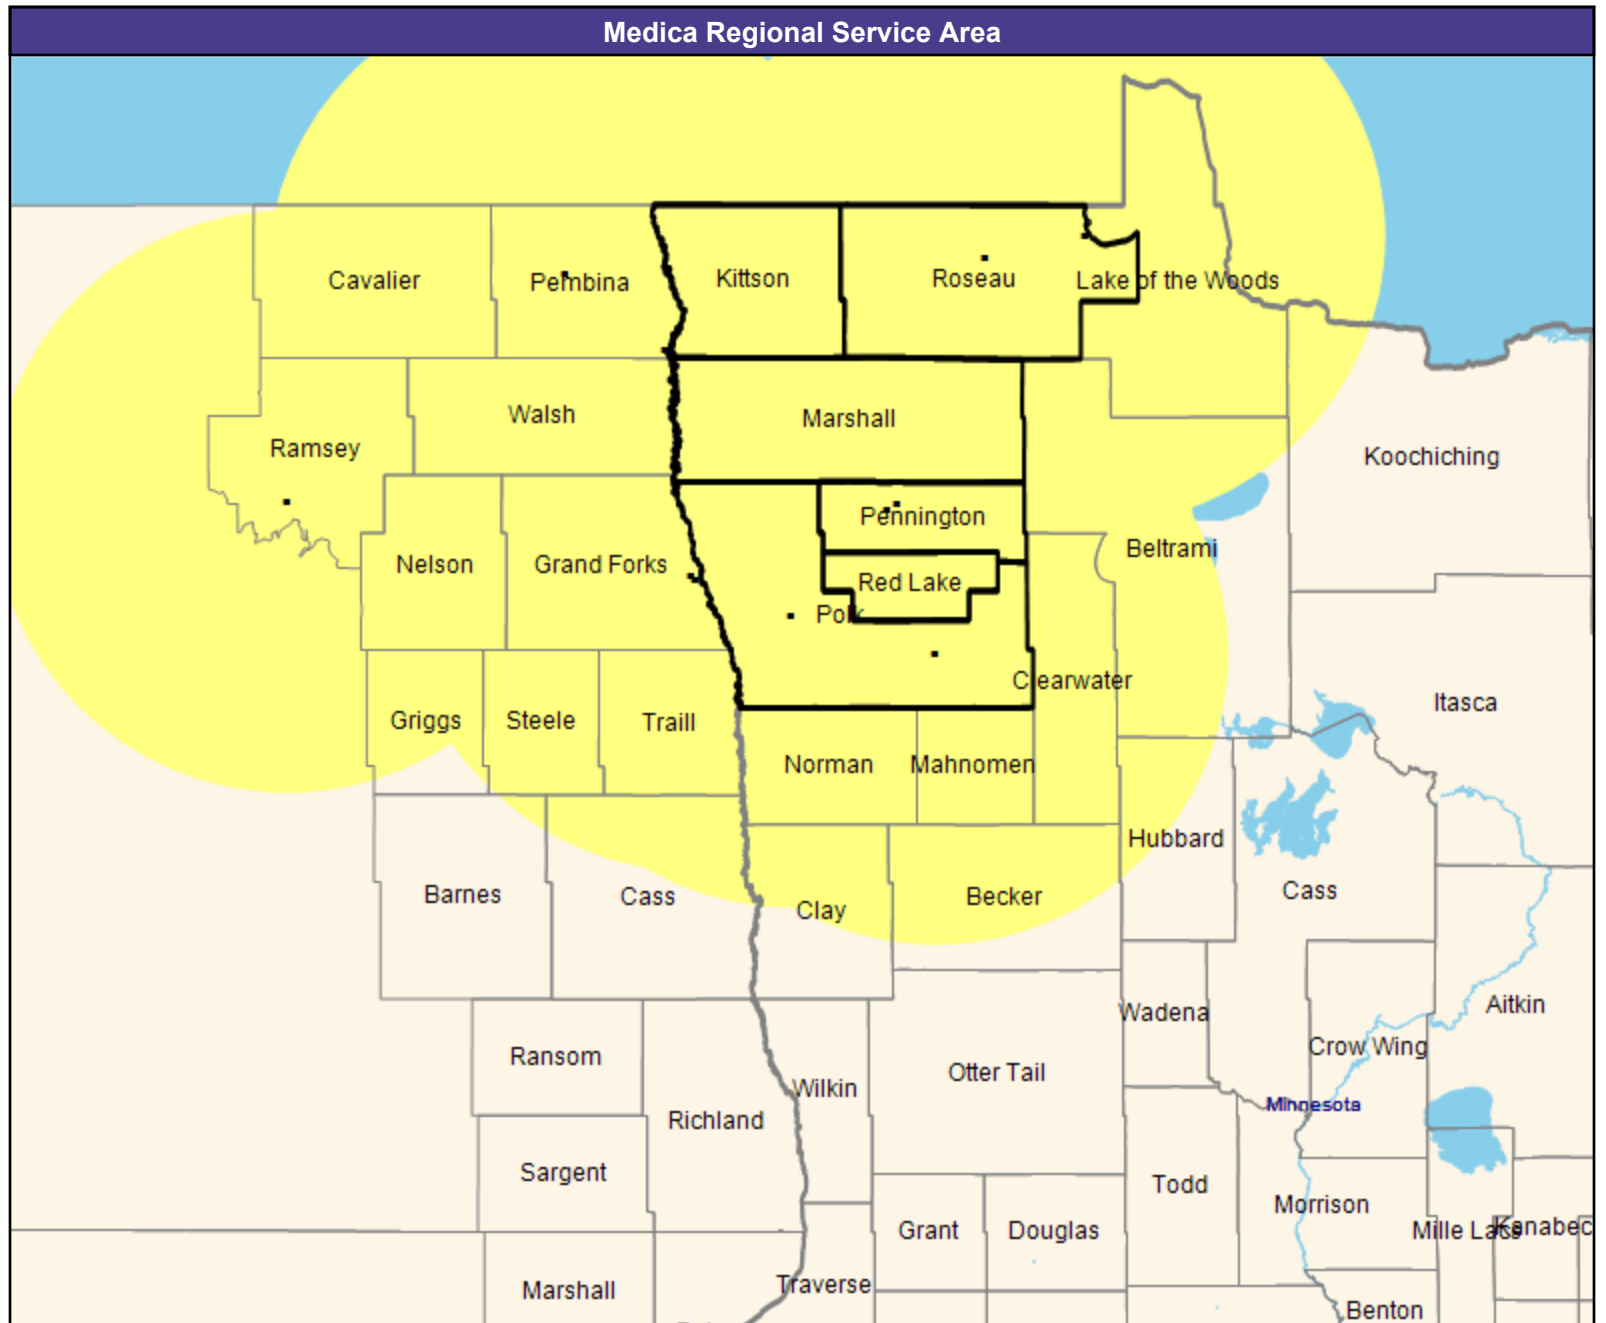 Medica Regional Service Area
Cavalier
Pembina
Kittson
Roseau
Lake of the Woods
Walsh
Marshall
Ramsey
Koochiching
Pennington
Nelson
Grand Forks
Beltrami
Red Lake
Polk
Clearwater
Griggs
Steele
Traill
Itasca
Norman
Mahnomen
Hubbard
Barnes
Cass
Clay
Becker
Cass
Wadena
Aitkin
Ransom
Otter Tail
Crow Wing
Wilkin
Richland
Minnesota
Sargent
Todd
Morrison
Grant
Douglas
Mille Lacs
Kanabec
Marshall
Traverse
Benton